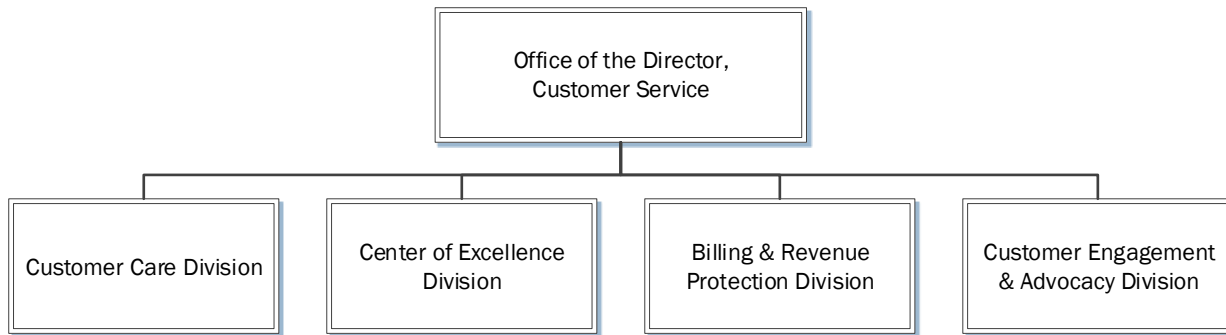 Office of the Director,
Customer Service
Customer Care Division
Center of Excellence
Division
Billing & Revenue
Protection Division
Customer Engagement
& Advocacy Division